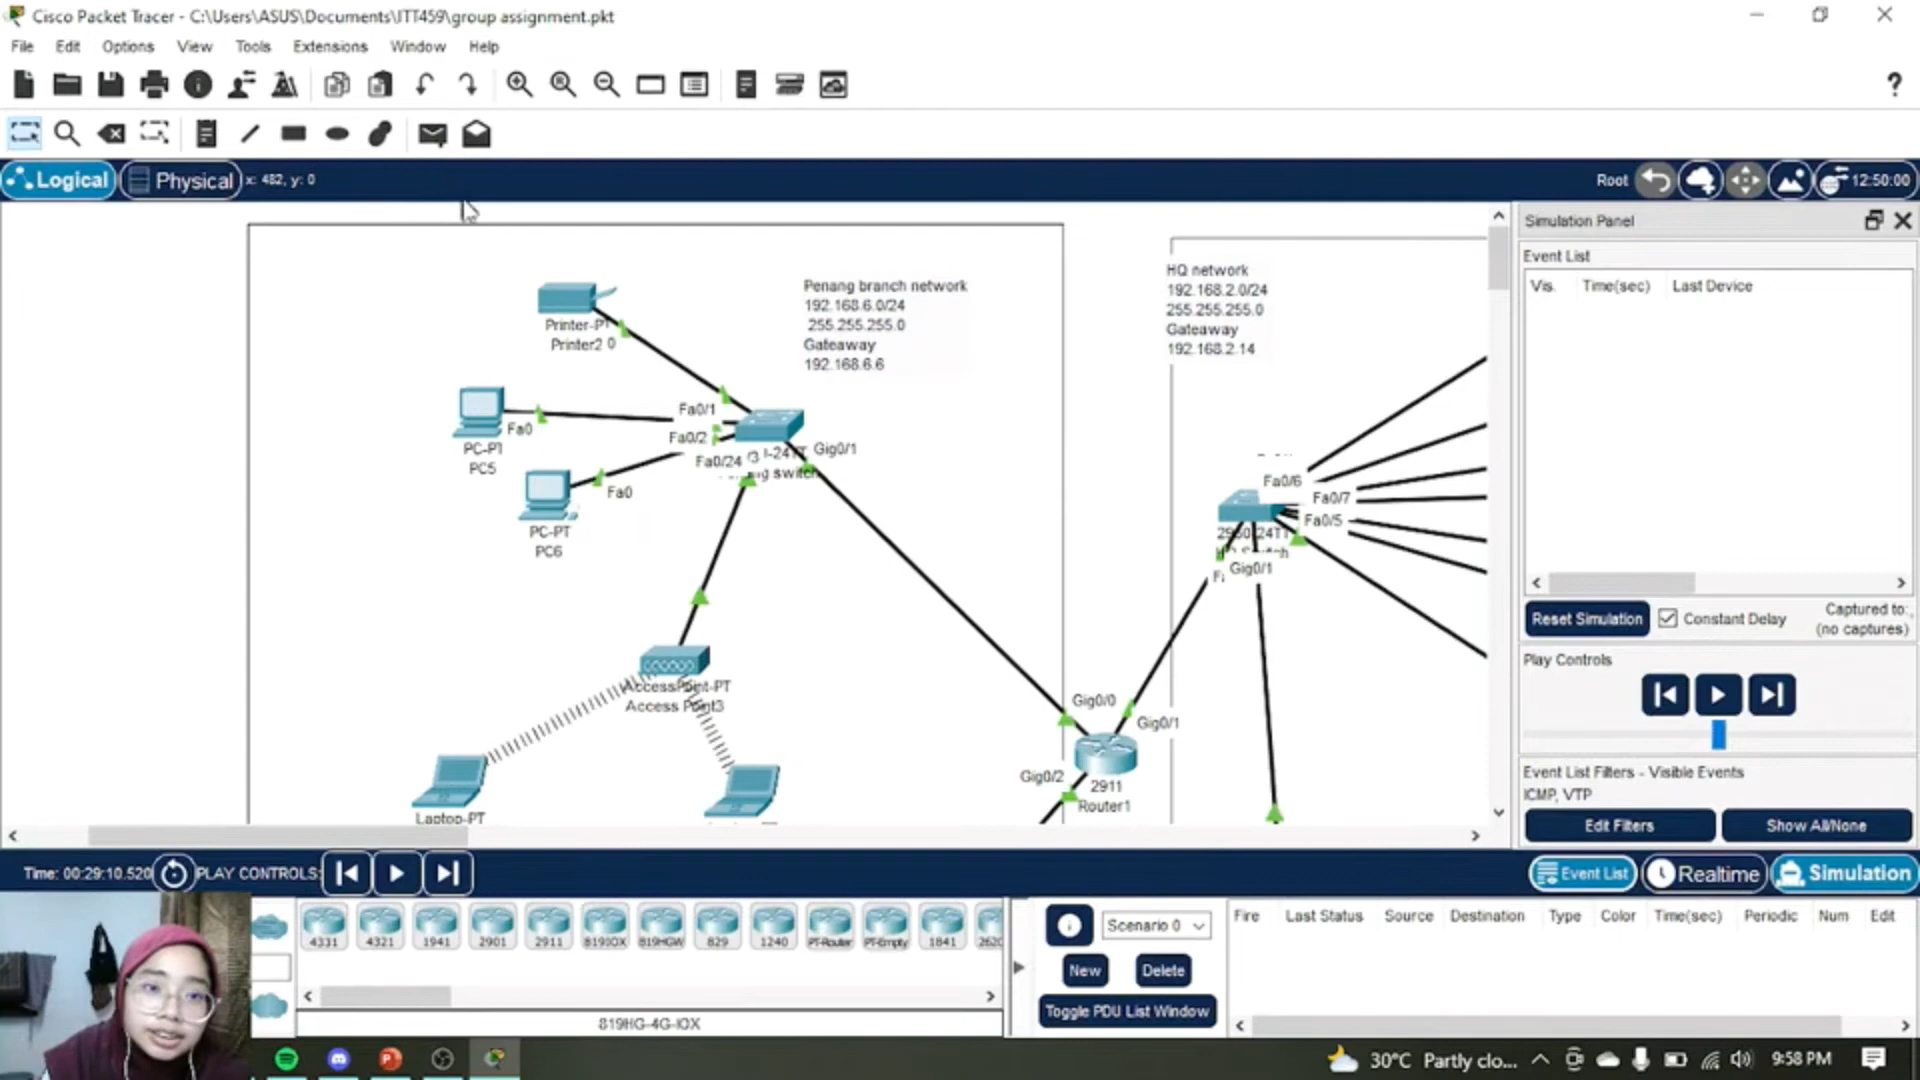 Cisco Packet Tracer - C:\Users\ASUS\Documents\ITT459\group assignment.pkt
File Edit Options View Tools Extensions Window Help
?
Logical Physical x: 482, y: 0 Root 12:50:00
Simulation Panel
Event List
Vis. Time(sec) Last Device
Penang branch network
192.168.6.0/24
255.255.255.0
Gateaway
192.168.6.6
HQ network
192.168.2.0/24
255.255.255.0
Gateaway
192.168.2.14
Printer-PT
Printer2 0
Fa0/1
Fa0
PC-PT
PC5
Fa0/2
Fa0/24
Gig0/1
switch
Fa0
PC-PT
PC6
Fa0/6
Fa0/7
Fa0/5
Gig0/1
AccessPoint-PT
Access Point3
Gig0/0
Gig0/1
Gig0/2
2911
Router1
Laptop-PT
Reset Simulation Constant Delay Captured to:
(no captures)
Play Controls
Event List Filters - Visible Events
ICMP, VTP
Edit Filters Show All/None
Time: 00:29:10.520 PLAY CONTROLS: Event List Realtime Simulation
4331 4321 1941 2901 2911 819IOX 819HGW 829 1240 PT-Router PT-Empty 1841 2620
819HG-4G-IOX
Scenario 0
New Delete
Toggle PDU List Window
Fire Last Status Source Destination Type Color Time(sec) Periodic Num Edit
30°C Partly clo... 9:58 PM